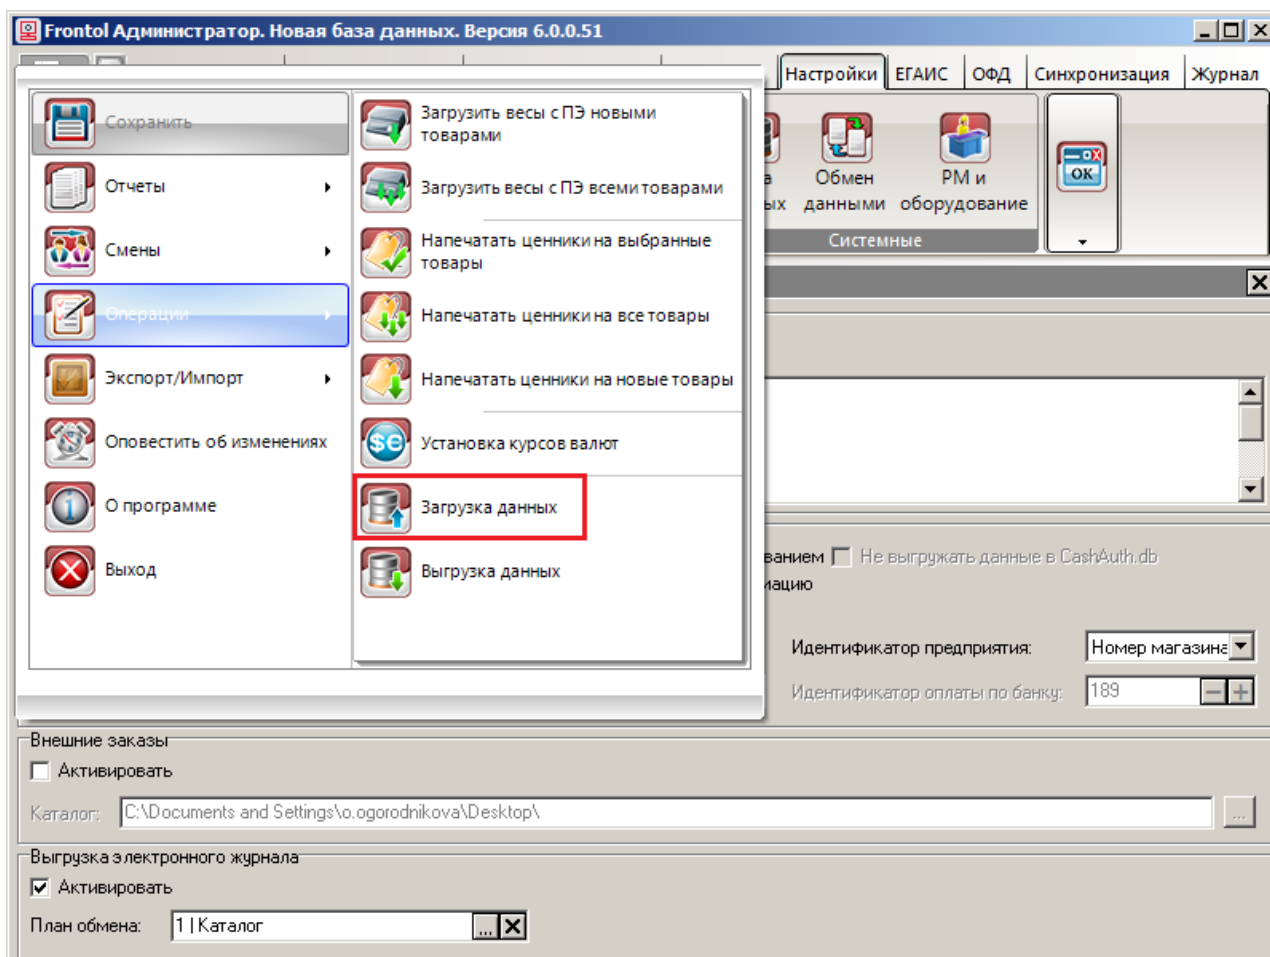 Frontol Администратор. Новая база данных. Версия 6.0.0.51
Настройки ЕГАИС ОФД Синхронизация Журнал
Обмен данными
РМ и оборудование
OK
Системные
Сохранить
Отчеты
Смены
Операции
Экспорт/Импорт
Оповестить об изменениях
О программе
Выход
Загрузить весы с ПЭ новыми
товарами
Загрузить весы с ПЭ всеми товарами
Напечатать ценники на выбранные
товары
Напечатать ценники на все товары
Напечатать ценники на новые товары
Установка курсов валют
Загрузка данных
Выгрузка данных
Не выгружать данные в CashAuth.db
Идентификатор предприятия: Номер магазина
Идентификатор оплаты по банку: 189
Внешние заказы
Активировать
Каталог: C:\Documents and Settings\o.ogorodnikova\Desktop\ ...
Выгрузка электронного журнала
Активировать
План обмена: 1 | Каталог ...